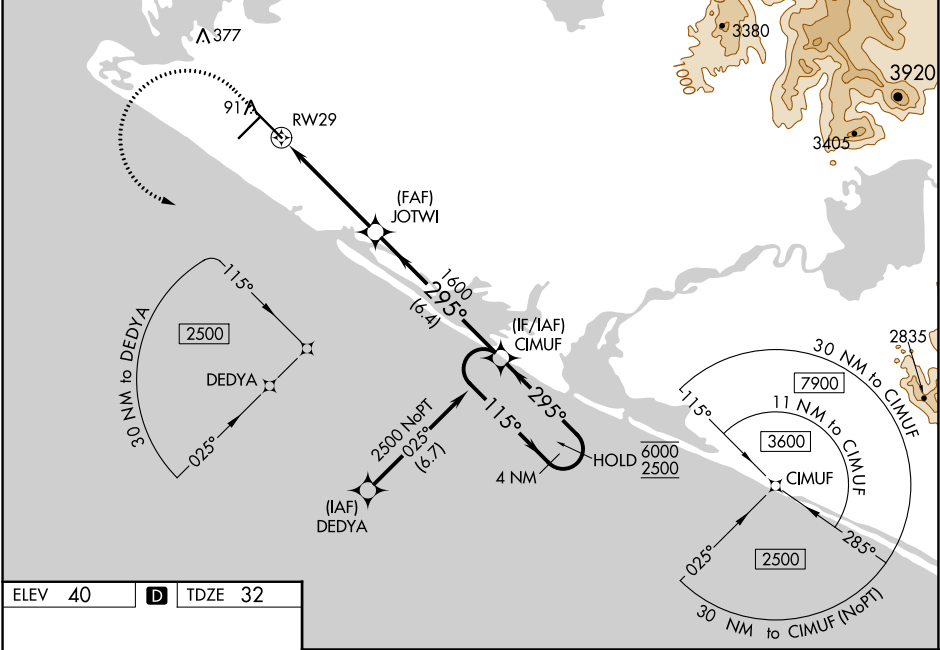 377
3380
1000
3920
91
RW29
3405
(FAF)
JOTWI
115°
1600
295°
(6.4)
(IF/IAF)
CIMUF
2500
30 NM to DEDYA
DEDYA
2835
30 NM to CIMUF
7900
115°
11 NM to CIMUF
295°
115°
2500 NoPT
025°
(6.7)
025°
3600
HOLD 6000
2500
4 NM
CIMUF
(IAF)
DEDYA
285°
025°
2500
30 NM to CIMUF (NoPT)
ELEV 40 D TDZE 32